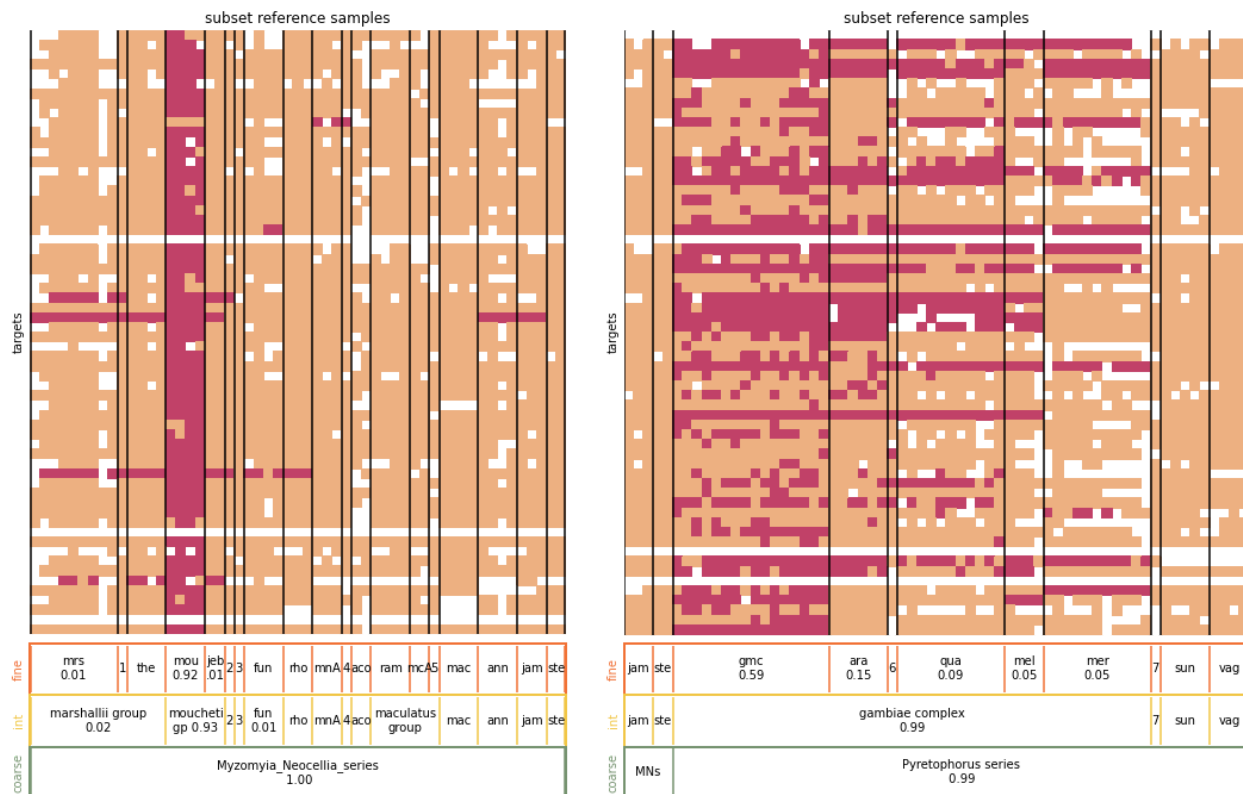 subset reference samples
targets
fine
mrs
0.01
1
the
mou
0.92
jeb
.01
2
3
fun
rho
mnA
4
aco
ram
mcA
5
mac
ann
jam
ste
int
marshallii group
0.02
moucheti
gp 0.93
2
3
fun
0.01
rho
mnA
4
aco
maculatus
group
mac
ann
jam
ste
coarse
Myzomyia_Neocellia_series
1.00
subset reference samples
targets
fine
jam
ste
gmc
0.59
ara
0.15
6
qua
0.09
mel
0.05
mer
0.05
7
sun
vag
int
jam
ste
gambiae complex
0.99
7
sun
vag
coarse
MNs
Pyretophorus series
0.99